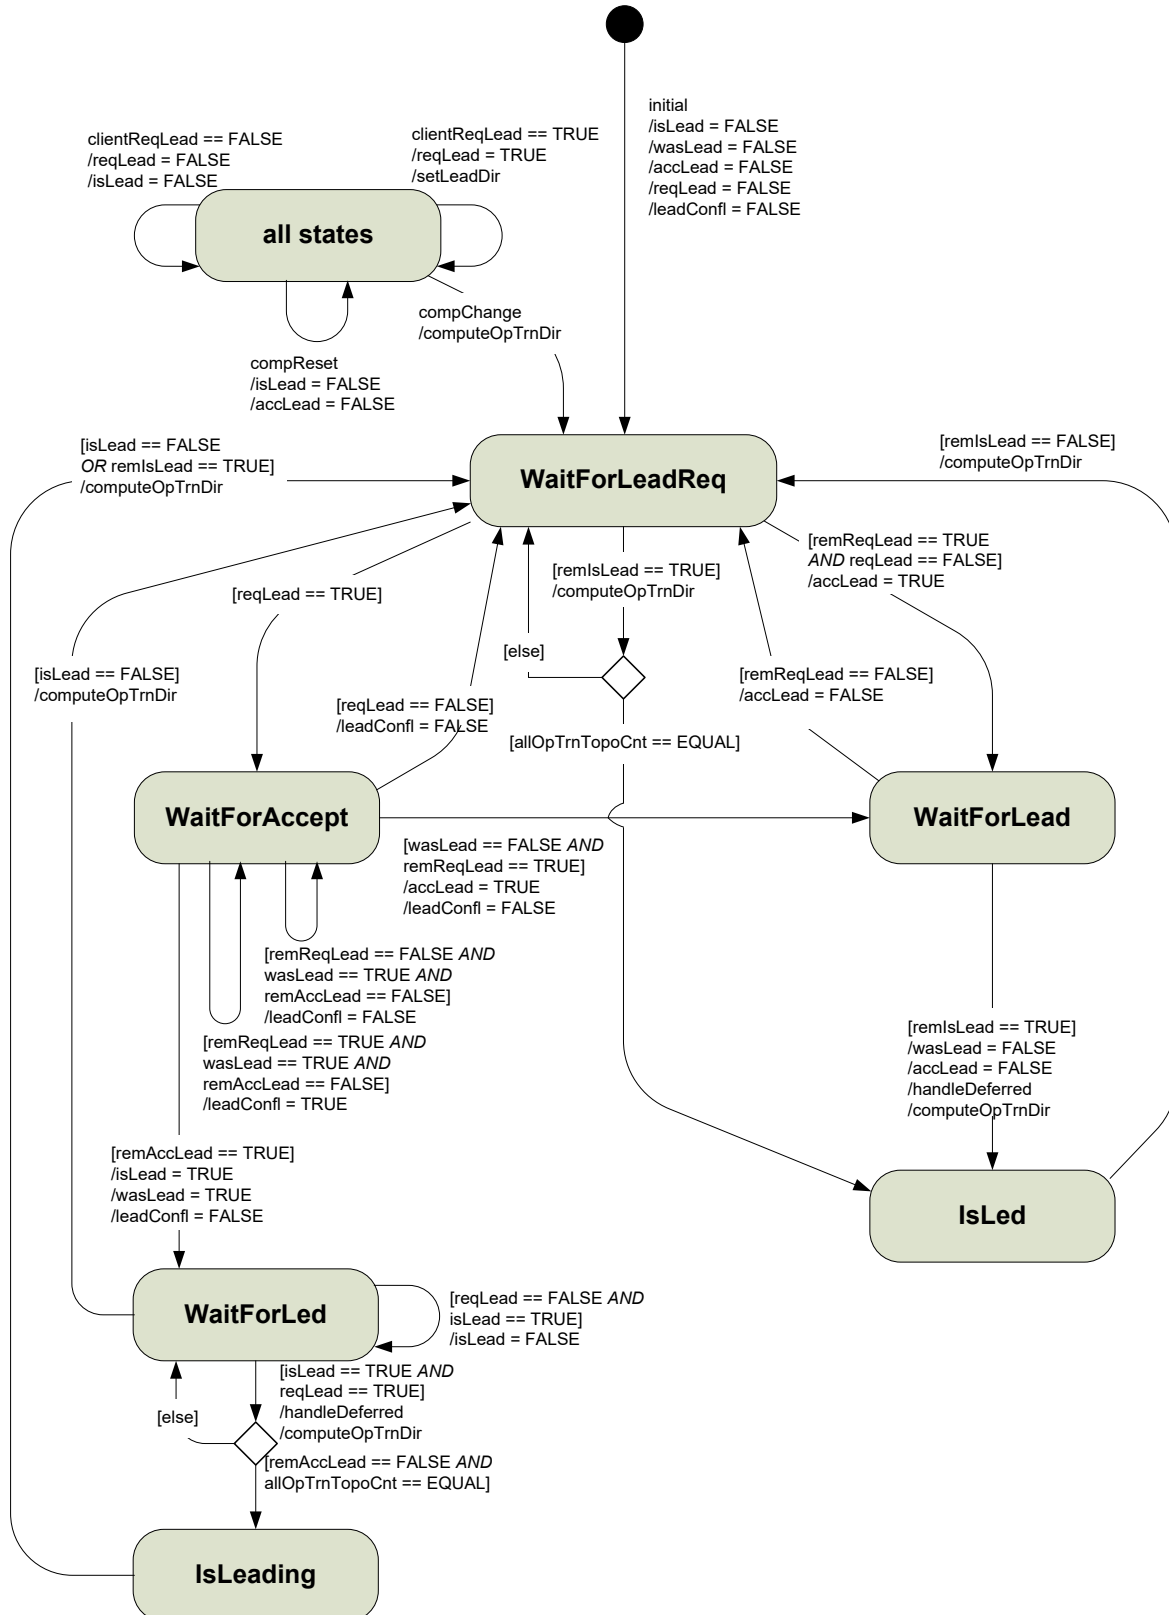 initial
/isLead = FALSE
/wasLead = FALSE
/accLead = FALSE
/reqLead = FALSE
/leadConfl = FALSE
clientReqLead == FALSE
/reqLead = FALSE
/isLead = FALSE
clientReqLead == TRUE
/reqLead = TRUE
/setLeadDir
all states
compChange
/computeOpTrnDir
compReset
/isLead = FALSE
/accLead = FALSE
[isLead == FALSE
OR remIsLead == TRUE]
/computeOpTrnDir
[remIsLead == FALSE]
/computeOpTrnDir
WaitForLeadReq
[remReqLead == TRUE
AND reqLead == FALSE]
/accLead = TRUE
[remIsLead == TRUE]
/computeOpTrnDir
[reqLead == TRUE]
[else]
[isLead == FALSE]
/computeOpTrnDir
[remReqLead == FALSE]
/accLead = FALSE
[reqLead == FALSE]
/leadConfl = FALSE
[allOpTrnTopoCnt == EQUAL]
WaitForAccept
WaitForLead
[wasLead == FALSE AND
remReqLead == TRUE]
/accLead = TRUE
/leadConfl = FALSE
[remReqLead == FALSE AND
wasLead == TRUE AND
remAccLead == FALSE]
/leadConfl = FALSE
[remReqLead == TRUE AND
wasLead == TRUE AND
remAccLead == FALSE]
/leadConfl = TRUE
[remIsLead == TRUE]
/wasLead = FALSE
/accLead = FALSE
/handleDeferred
/computeOpTrnDir
[remAccLead == TRUE]
/isLead = TRUE
/wasLead = TRUE
/leadConfl = FALSE
IsLed
WaitForLed
[reqLead == FALSE AND
isLead == TRUE]
/isLead = FALSE
[isLead == TRUE AND
reqLead == TRUE]
/handleDeferred
/computeOpTrnDir
[else]
[remAccLead == FALSE AND
allOpTrnTopoCnt == EQUAL]
IsLeading